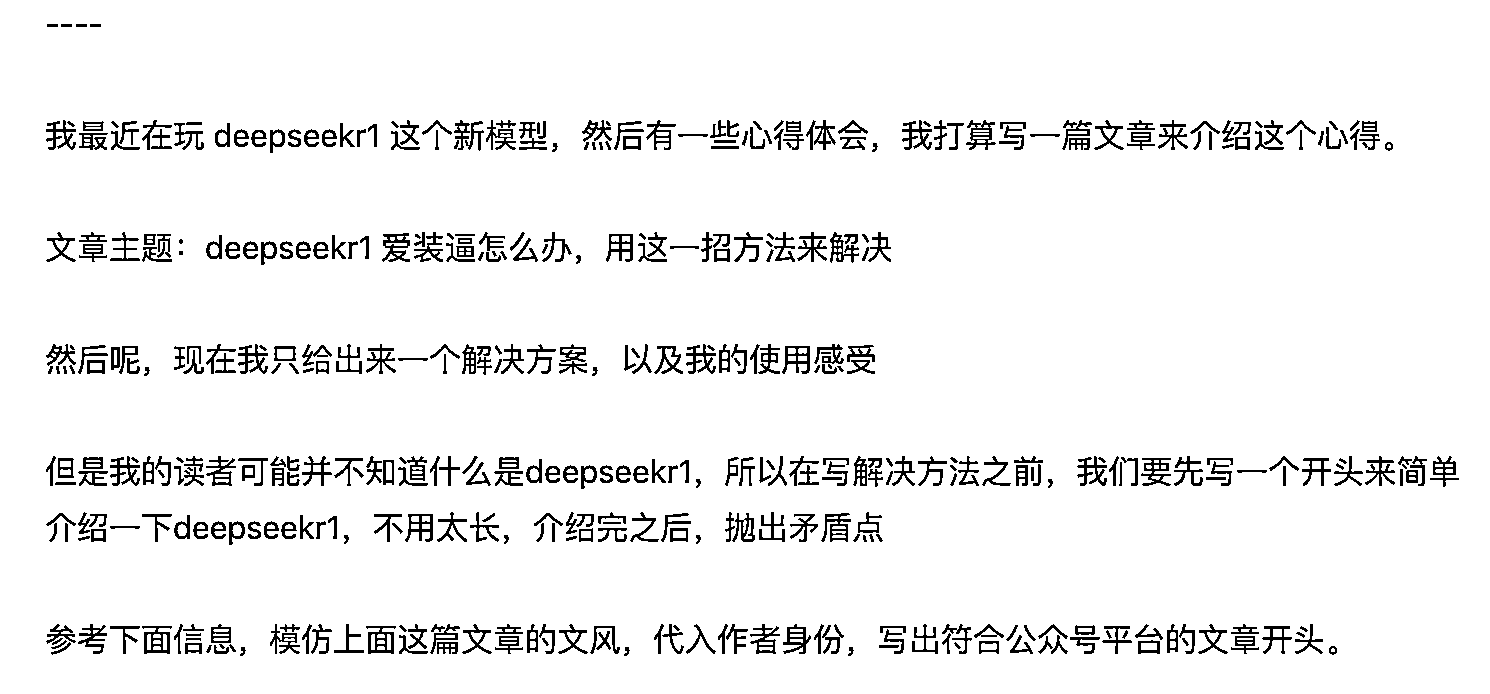 ----
我最近在玩 deepseekr1 这个新模型，然后有一些心得体会，我打算写一篇文章来介绍这个心得。
文章主题：deepseekr1 爱装逼怎么办，用这一招方法来解决
然后呢，现在我只给出来一个解决方案，以及我的使用感受
但是我的读者可能并不知道什么是deepseekr1，所以在写解决方法之前，我们要先写一个开头来简单
介绍一下deepseekr1，不用太长，介绍完之后，抛出矛盾点
参考下面信息，模仿上面这篇文章的文风，代入作者身份，写出符合公众号平台的文章开头。